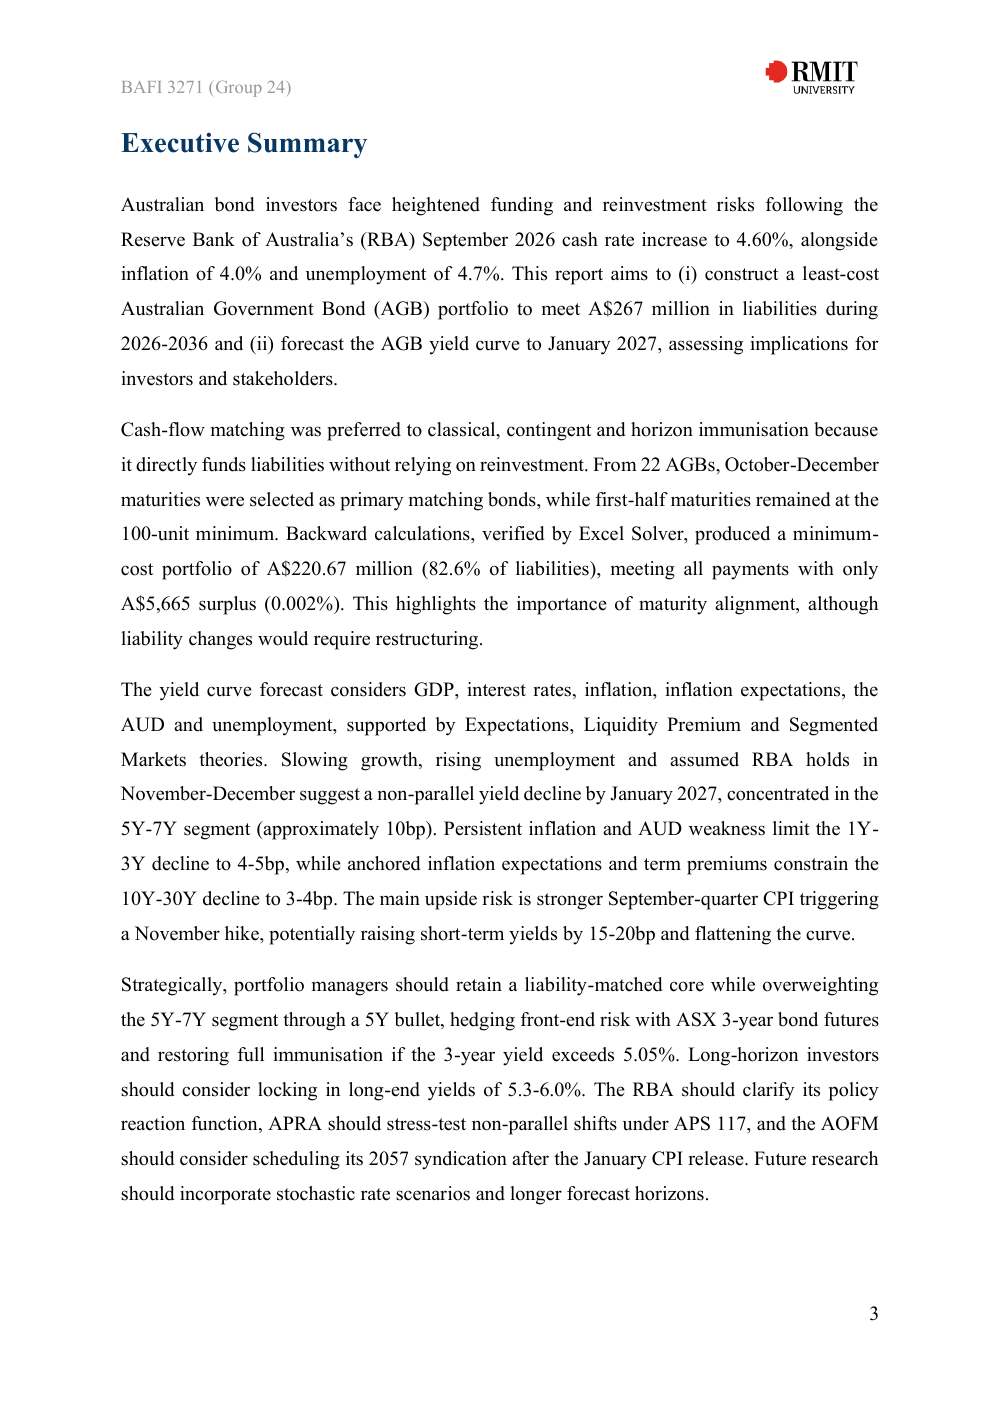 BAFI 3271 (Group 24)
RMIT
UNIVERSITY
Executive Summary
Australian bond investors face heightened funding and reinvestment risks following the
Reserve Bank of Australia’s (RBA) September 2026 cash rate increase to 4.60%, alongside
inflation of 4.0% and unemployment of 4.7%. This report aims to (i) construct a least-cost
Australian Government Bond (AGB) portfolio to meet A$267 million in liabilities during
2026-2036 and (ii) forecast the AGB yield curve to January 2027, assessing implications for
investors and stakeholders.
Cash-flow matching was preferred to classical, contingent and horizon immunisation because
it directly funds liabilities without relying on reinvestment. From 22 AGBs, October-December
maturities were selected as primary matching bonds, while first-half maturities remained at the
100-unit minimum. Backward calculations, verified by Excel Solver, produced a minimum-
cost portfolio of A$220.67 million (82.6% of liabilities), meeting all payments with only
A$5,665 surplus (0.002%). This highlights the importance of maturity alignment, although
liability changes would require restructuring.
The yield curve forecast considers GDP, interest rates, inflation, inflation expectations, the
AUD and unemployment, supported by Expectations, Liquidity Premium and Segmented
Markets theories. Slowing growth, rising unemployment and assumed RBA holds in
November-December suggest a non-parallel yield decline by January 2027, concentrated in the
5Y-7Y segment (approximately 10bp). Persistent inflation and AUD weakness limit the 1Y-
3Y decline to 4-5bp, while anchored inflation expectations and term premiums constrain the
10Y-30Y decline to 3-4bp. The main upside risk is stronger September-quarter CPI triggering
a November hike, potentially raising short-term yields by 15-20bp and flattening the curve.
Strategically, portfolio managers should retain a liability-matched core while overweighting
the 5Y-7Y segment through a 5Y bullet, hedging front-end risk with ASX 3-year bond futures
and restoring full immunisation if the 3-year yield exceeds 5.05%. Long-horizon investors
should consider locking in long-end yields of 5.3-6.0%. The RBA should clarify its policy
reaction function, APRA should stress-test non-parallel shifts under APS 117, and the AOFM
should consider scheduling its 2057 syndication after the January CPI release. Future research
should incorporate stochastic rate scenarios and longer forecast horizons.
3